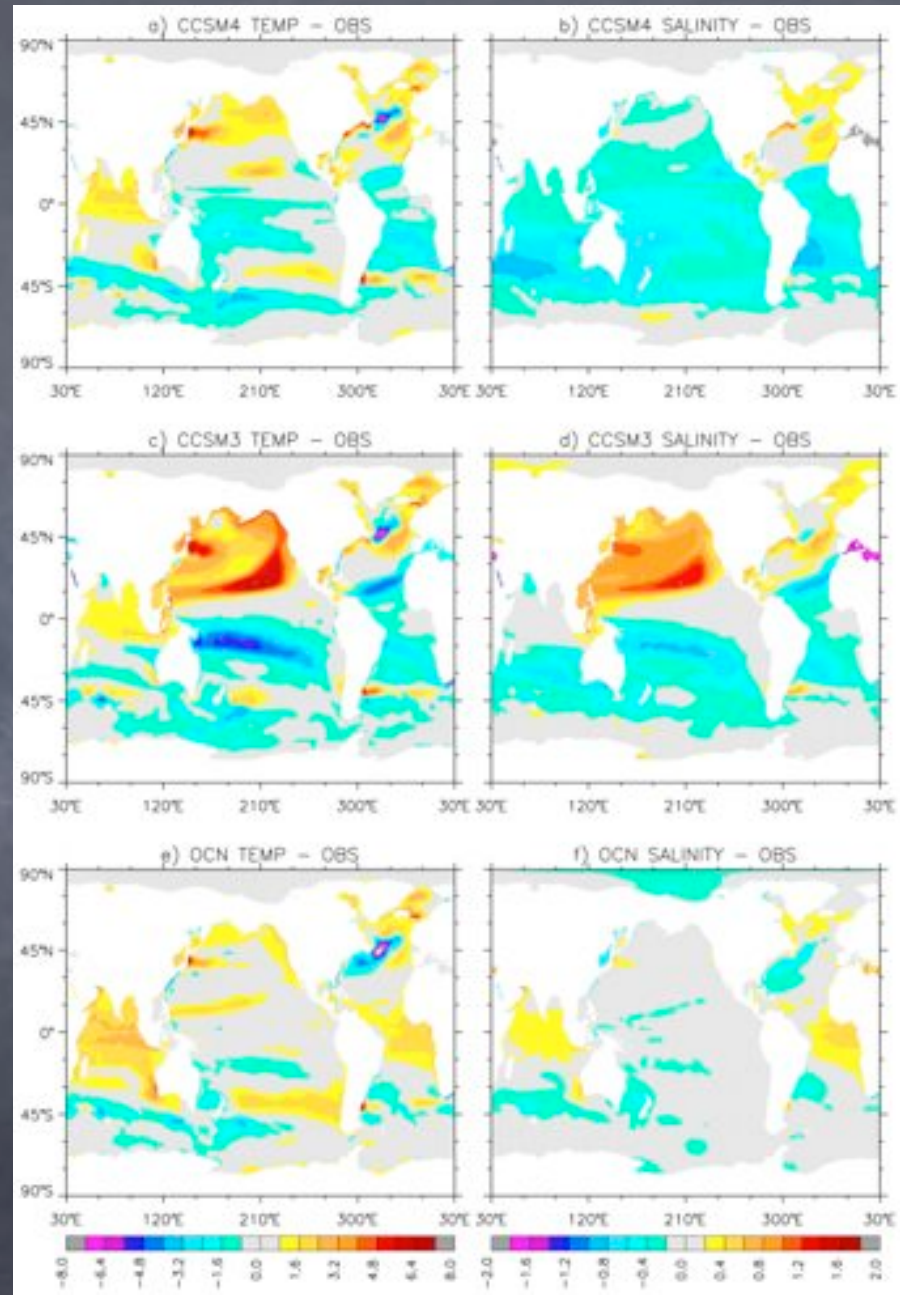 a) CCSM4 TEMP − OBS
b) CCSM4 SALINITY − OBS
90°N
45°N
0°
45°S
90°S
30°E 120°E 210°E 300°E 30°E
30°E 120°E 210°E 300°E 30°E
c) CCSM3 TEMP − OBS
d) CCSM3 SALINITY − OBS
90°N
45°N
0°
45°S
90°S
30°E 120°E 210°E 300°E 30°E
30°E 120°E 210°E 300°E 30°E
e) OCN TEMP − OBS
f) OCN SALINITY − OBS
90°N
45°N
0°
45°S
90°S
30°E 120°E 210°E 300°E 30°E
30°E 120°E 210°E 300°E 30°E
−8.0 −6.4 −4.8 −3.2 −1.6 0.0 1.6 3.2 4.8 6.4 8.0
−2.0 −1.6 −1.2 −0.8 −0.4 0.0 0.4 0.8 1.2 1.6 2.0